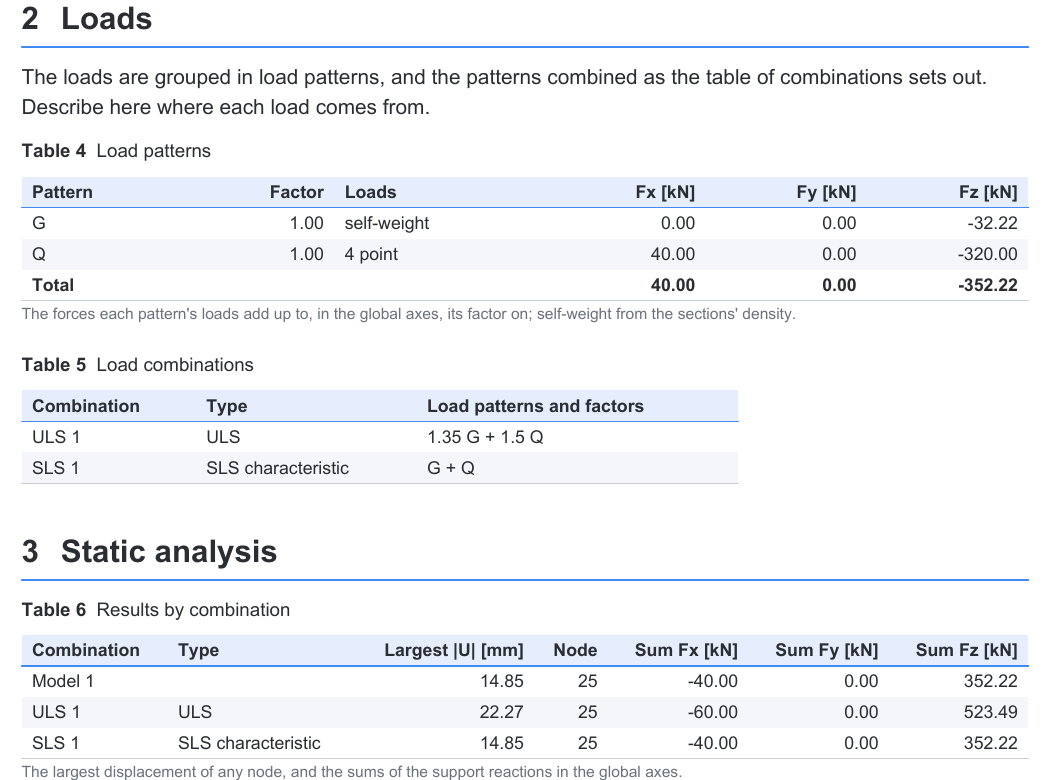 2 Loads
The loads are grouped in load patterns, and the patterns combined as the table of combinations sets out.
Describe here where each load comes from.
Table 4 Load patterns
Pattern Factor Loads Fx [kN] Fy [kN] Fz [kN]
G 1.00 self-weight 0.00 0.00 -32.22
Q 1.00 4 point 40.00 0.00 -320.00
Total 40.00 0.00 -352.22
The forces each pattern's loads add up to, in the global axes, its factor on; self-weight from the sections' density.
Table 5 Load combinations
Combination Type Load patterns and factors
ULS 1 ULS 1.35 G + 1.5 Q
SLS 1 SLS characteristic G + Q
3 Static analysis
Table 6 Results by combination
Combination Type Largest |U| [mm] Node Sum Fx [kN] Sum Fy [kN] Sum Fz [kN]
Model 1 14.85 25 -40.00 0.00 352.22
ULS 1 ULS 22.27 25 -60.00 0.00 523.49
SLS 1 SLS characteristic 14.85 25 -40.00 0.00 352.22
The largest displacement of any node, and the sums of the support reactions in the global axes.